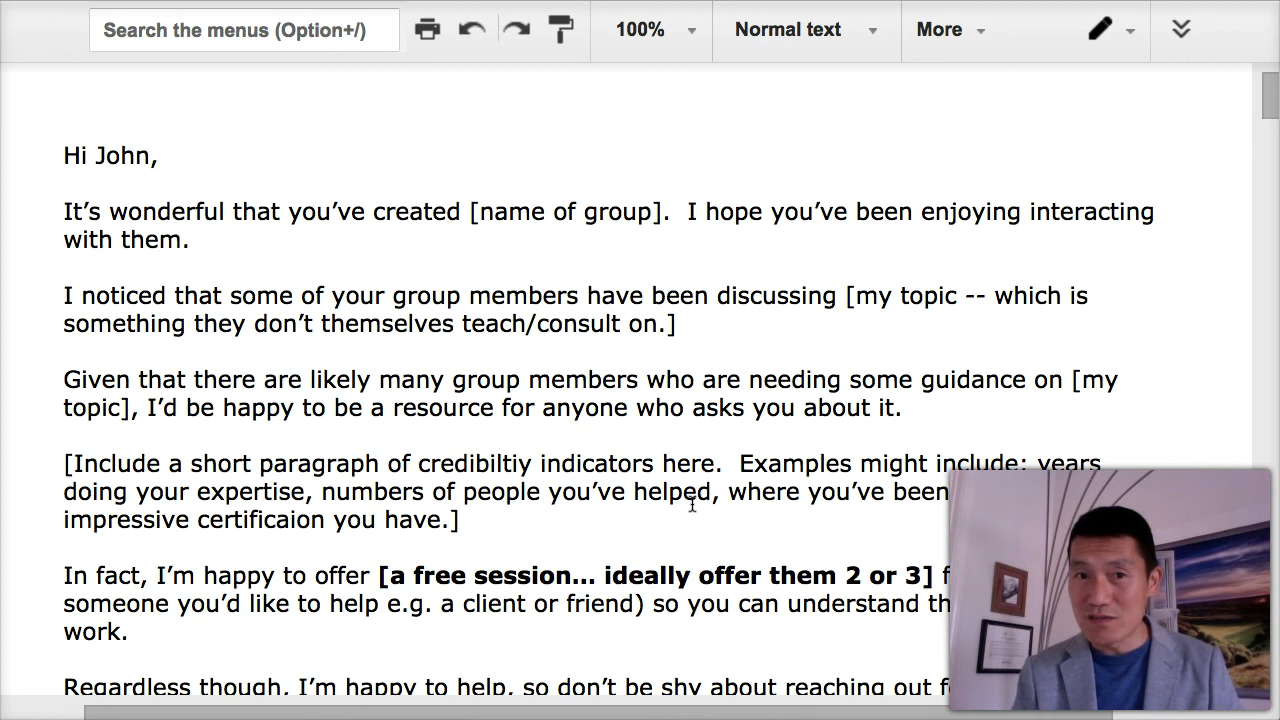 Search the menus (Option+/)
100%
Normal text
More
Hi John,
It’s wonderful that you’ve created [name of group].  I hope you’ve been enjoying interacting
with them.
I noticed that some of your group members have been discussing [my topic -- which is
something they don’t themselves teach/consult on.]
Given that there are likely many group members who are needing some guidance on [my
topic], I’d be happy to be a resource for anyone who asks you about it.
[Include a short paragraph of credibiltiy indicators here.  Examples might include: years
doing your expertise, numbers of people you’ve helped, where you’ve been
impressive certificaion you have.]
In fact, I’m happy to offer [a free session... ideally offer them 2 or 3]
someone you’d like to help e.g. a client or friend) so you can understand
work.
Regardless though, I’m happy to help, so don’t be shy about reaching out